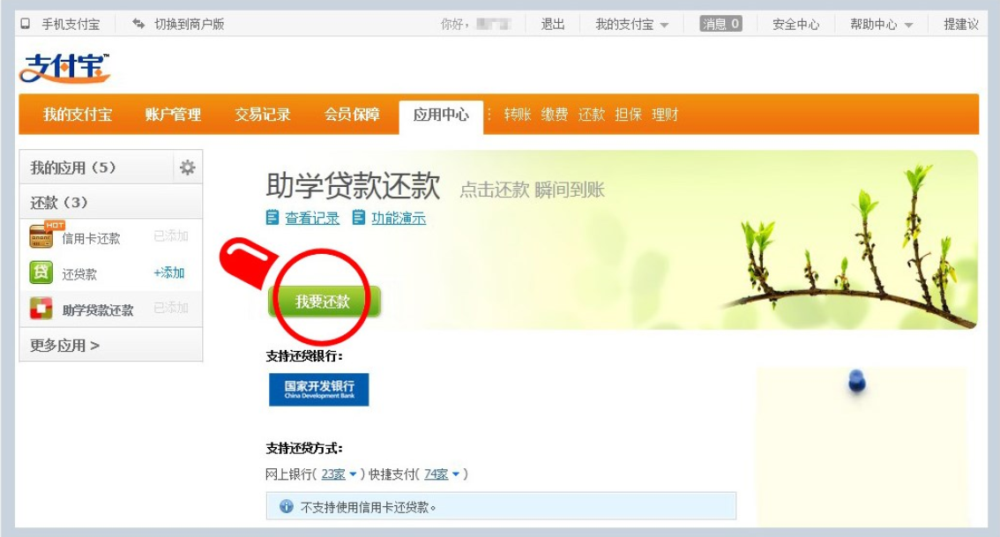 手机支付宝 切换到商户版 你好, 退出 我的支付宝 消息 0 安全中心 帮助中心 提建议
支付宝™
我的支付宝 账户管理 交易记录 会员保障 应用中心 转账 缴费 还款 担保 理财
我的应用(5)
还款(3)
HOT
信用卡还款 已添加
贷 还贷款 +添加
助学贷款还款 已添加
更多应用 >
助学贷款还款 点击还款 瞬间到账
查看记录 功能演示
我要还款
支持还贷银行:
国家开发银行
China Development Bank
支持还贷方式:
网上银行( 23家 ) 快捷支付( 74家 )
不支持使用信用卡还贷款。